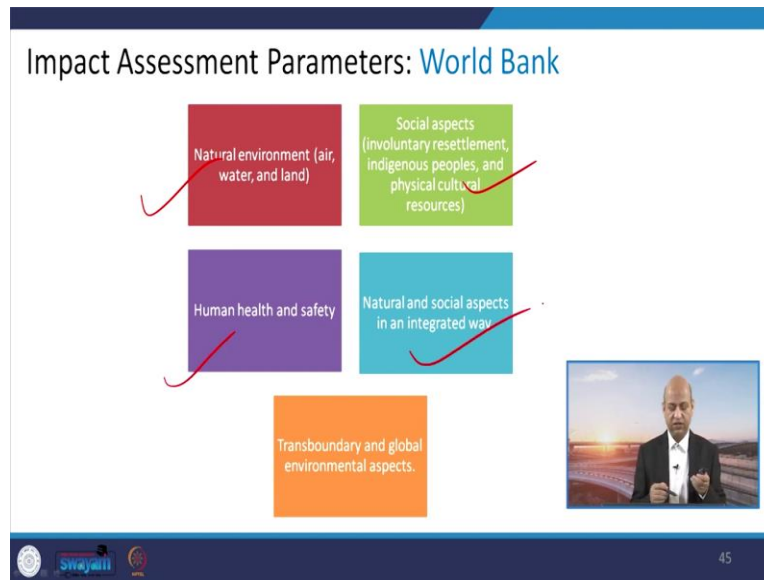 Impact Assessment Parameters: World Bank
Natural environment (air,
water, and land)
Social aspects
(involuntary resettlement,
indigenous peoples, and
physical cultural
resources)
Human health and safety
Natural and social aspects
in an integrated way
Transboundary and global
environmental aspects.
swayam
45